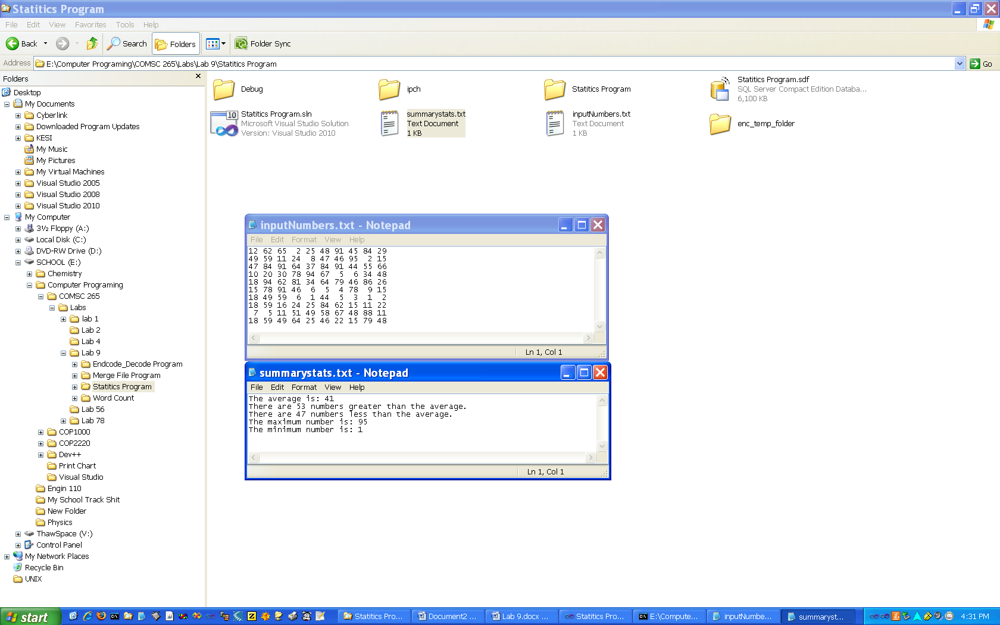 Statitics Program
File Edit View Favorites Tools Help
Back Search Folders Folder Sync
Address E:\Computer Programing\COMSC 265\Labs\Lab 9\Statitics Program Go
Folders
Desktop
My Documents
Cyberlink
Downloaded Program Updates
KESI
My Music
My Pictures
My Virtual Machines
Visual Studio 2005
Visual Studio 2008
Visual Studio 2010
My Computer
3½ Floppy (A:)
Local Disk (C:)
DVD-RW Drive (D:)
SCHOOL (E:)
Chemistry
Computer Programing
COMSC 265
Labs
lab 1
Lab 2
Lab 4
Lab 9
Endcode_Decode Program
Merge File Program
Statitics Program
Word Count
Lab 56
Lab 78
COP1000
COP2220
Dev++
Print Chart
Visual Studio
Engin 110
My School Track Shit
New Folder
Physics
ThawSpace (V:)
Control Panel
My Network Places
Recycle Bin
UNIX
Debug
ipch
Statitics Program
Statitics Program.sdf
SQL Server Compact Edition Databa...
6,100 KB
10
Statitics Program.sln
Microsoft Visual Studio Solution
Version: Visual Studio 2010
summarystats.txt
Text Document
1 KB
inputNumbers.txt
Text Document
1 KB
enc_temp_folder
inputNumbers.txt - Notepad
File Edit Format View Help
12 62 65  2 25 48 91 45 84 29
49 59 11 24  8 47 46 95  2 15
47 84 91 64 37 84 91 44 55 66
10 20 30 78 94 67  5  6 34 48
18 94 62 81 34 64 79 46 86 26
15 78 91 46  6  5  4 78  9 15
18 49 59  6  1 44  5  3  1  2
18 59 16 24 25 84 62 15 11 22
 7  5 11 51 49 58 67 48 88 11
18 59 49 64 25 46 22 15 79 48
Ln 1, Col 1
summarystats.txt - Notepad
File Edit Format View Help
The average is: 41
There are 53 numbers greater than the average.
There are 47 numbers less than the average.
The maximum number is: 95
The minimum number is: 1
Ln 1, Col 1
start Statitics Pro... Document2 ... Lab 9.docx ... Statitics Pro... E:\Compute... inputNumbe... summaryst... 4:31 PM